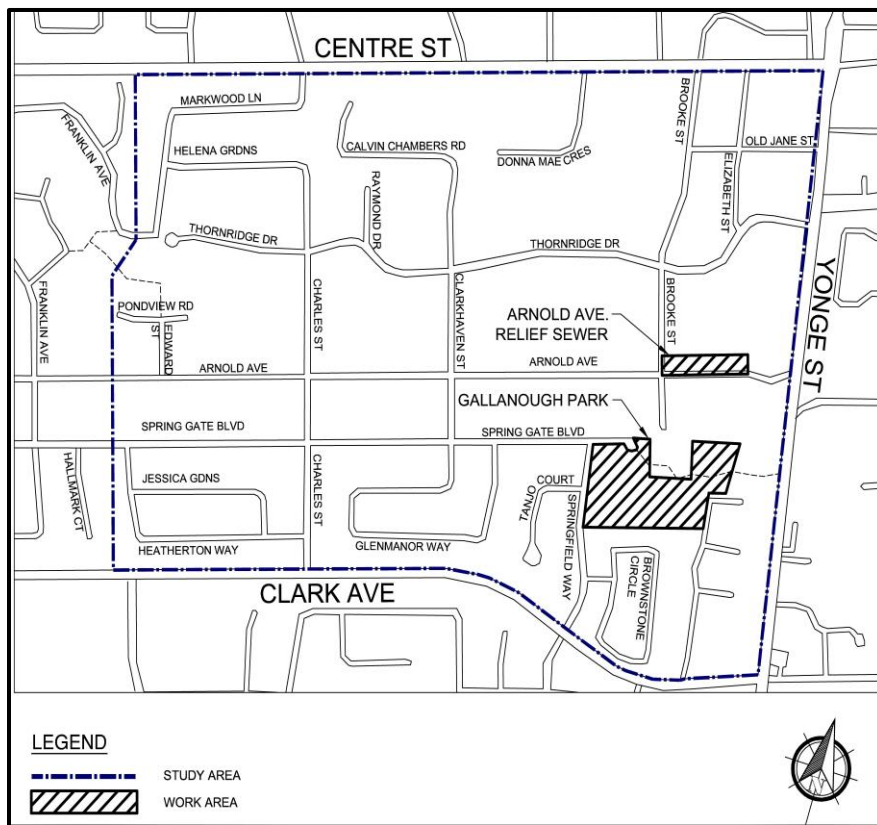 CENTRE ST
MARKWOOD LN
FRANKLIN AVE
BROOKE ST
HELENA GRDNS
CALVIN CHAMBERS RD
OLD JANE ST
DONNA MAE CRES
ELIZABETH ST
RAYMOND DR
THORNRIDGE DR
THORNRIDGE DR
FRANKLIN AVE
CHARLES ST
CLARKHAVEN ST
BROOKE ST
YONGE ST
PONDVIEW RD
EDWARD
ST
ARNOLD AVE.
RELIEF SEWER
ARNOLD AVE
ARNOLD AVE
GALLANOUGH PARK
SPRING GATE BLVD
SPRING GATE BLVD
HALLMARK CT
JESSICA GDNS
CHARLES ST
TANJO
COURT
SPRINGFIELD WAY
HEATHERTON WAY
GLENMANOR WAY
BROWNSTONE
CIRCLE
CLARK AVE
LEGEND
STUDY AREA
WORK AREA
N